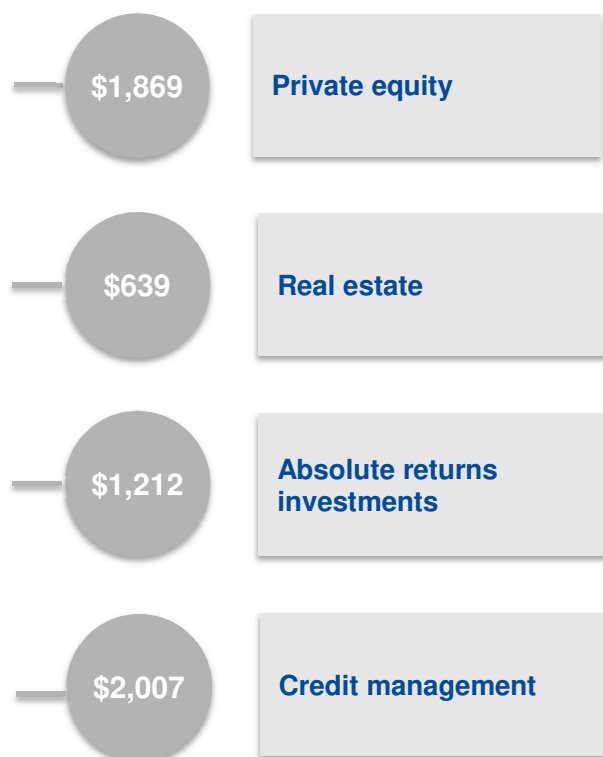 $1,869
Private equity
$639
Real estate
$1,212
Absolute returns
investments
$2,007
Credit management